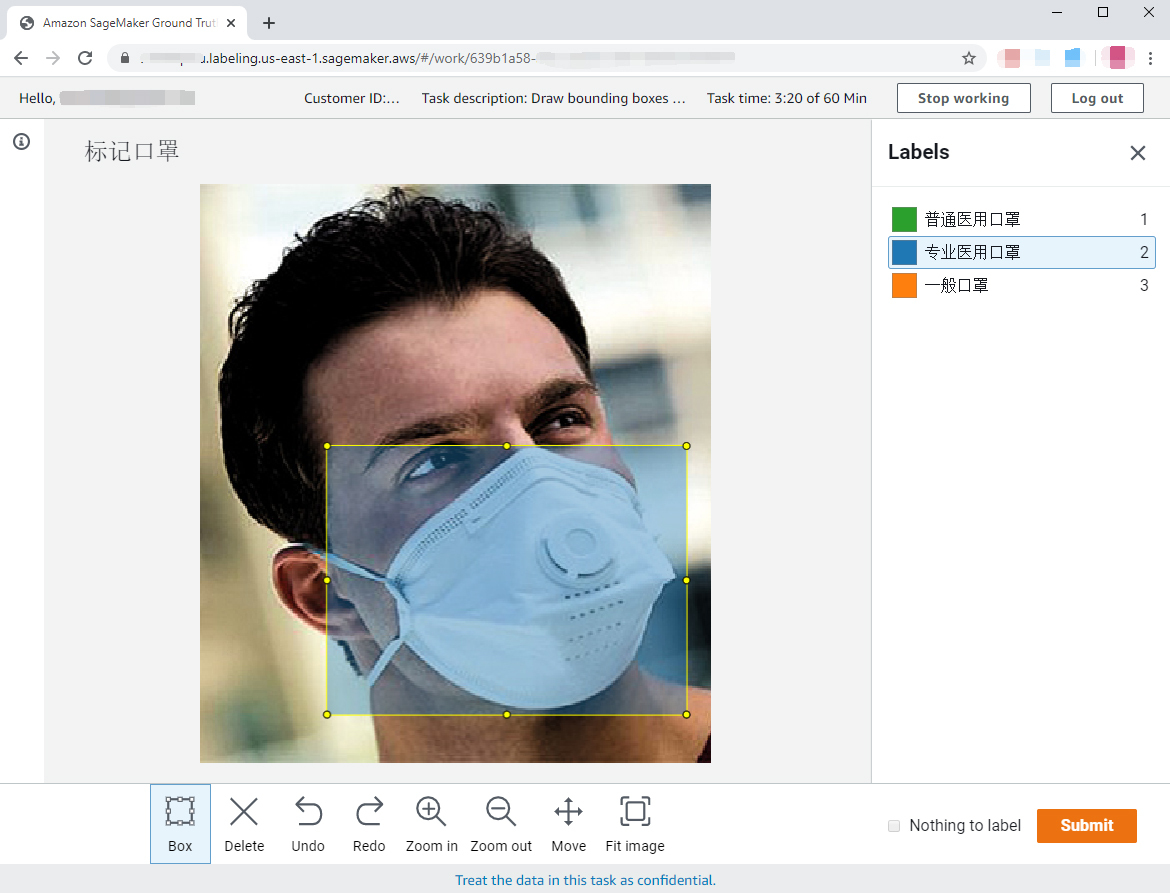 Amazon SageMaker Ground Trut
.labeling.us-east-1.sagemaker.aws/#/work/639b1a58-
Hello,
Customer ID:... Task description: Draw bounding boxes ... Task time: 3:20 of 60 Min Stop working Log out
标记口罩
Labels
普通医用口罩 1
专业医用口罩 2
一般口罩 3
Box Delete Undo Redo Zoom in Zoom out Move Fit image
Nothing to label Submit
Treat the data in this task as confidential.